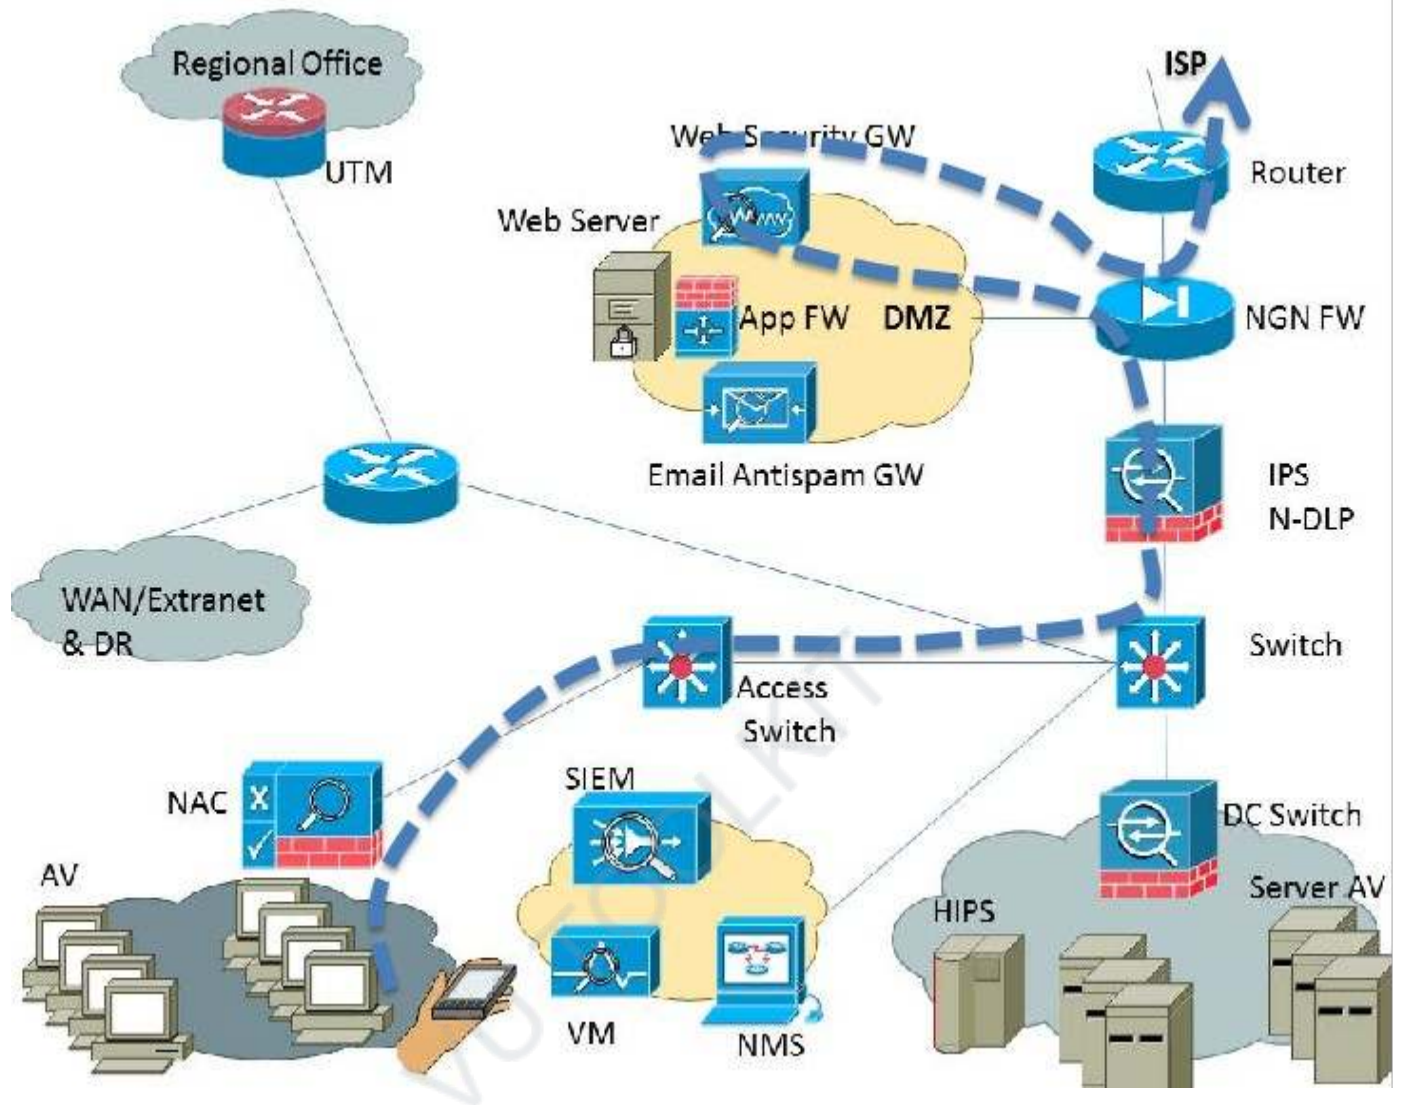 Regional Office
UTM
ISP
Web Security GW
Router
Web Server
App FW
DMZ
NGN FW
Email Antispam GW
IPS
N-DLP
WAN/Extranet
& DR
Switch
Access
Switch
NAC
SIEM
DC Switch
AV
Server AV
HIPS
VM
NMS
VUTOOLKIT